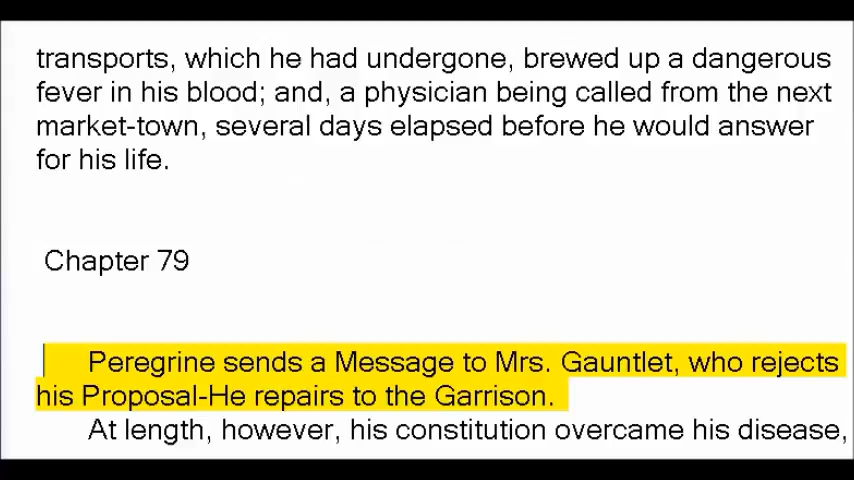 transports, which he had undergone, brewed up a dangerous
fever in his blood; and, a physician being called from the next
market-town, several days elapsed before he would answer
for his life.
Chapter 79
Peregrine sends a Message to Mrs. Gauntlet, who rejects
his Proposal-He repairs to the Garrison.
At length, however, his constitution overcame his disease,